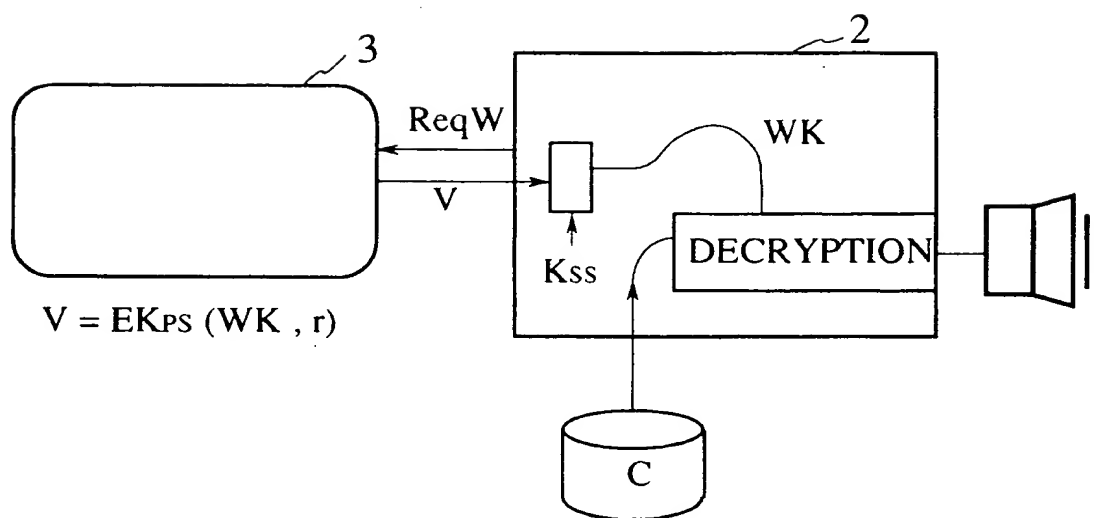 3
2
ReqW
WK
V
Kss
DECRYPTION
V = EKPS (WK , r)
C